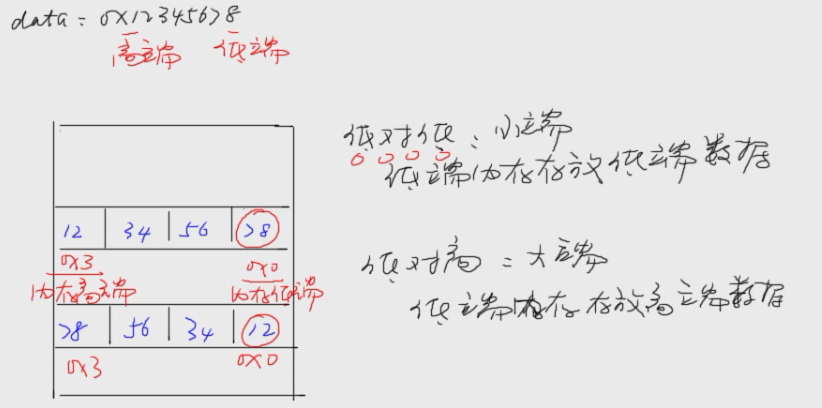 data = 0x12345678
高端 低端
低对低：小端
低端内存存放低端数据
12 34 56 78
0x3 0x0
内存高端 内存低端
低对高：大端
低端内存存放高端数据
78 56 34 12
0x3 0x0